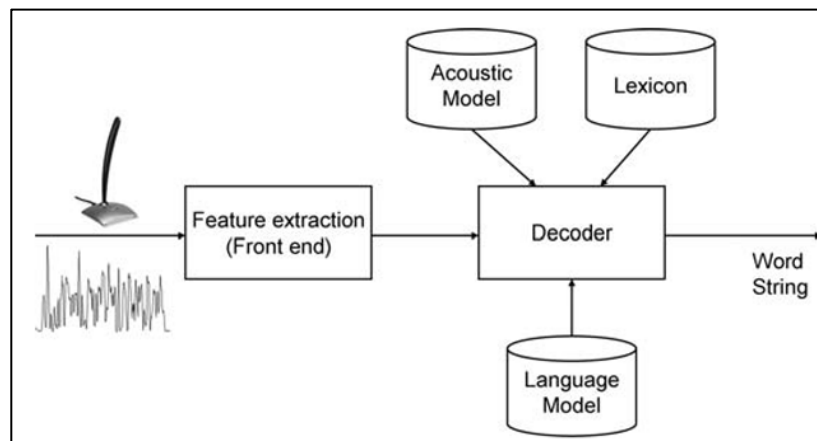 Acoustic
Model
Lexicon
Feature extraction
(Front end)
Decoder
Word
String
Language
Model